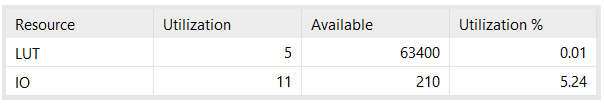 Resource Utilization Available Utilization %
LUT 5 63400 0.01
IO 11 210 5.24